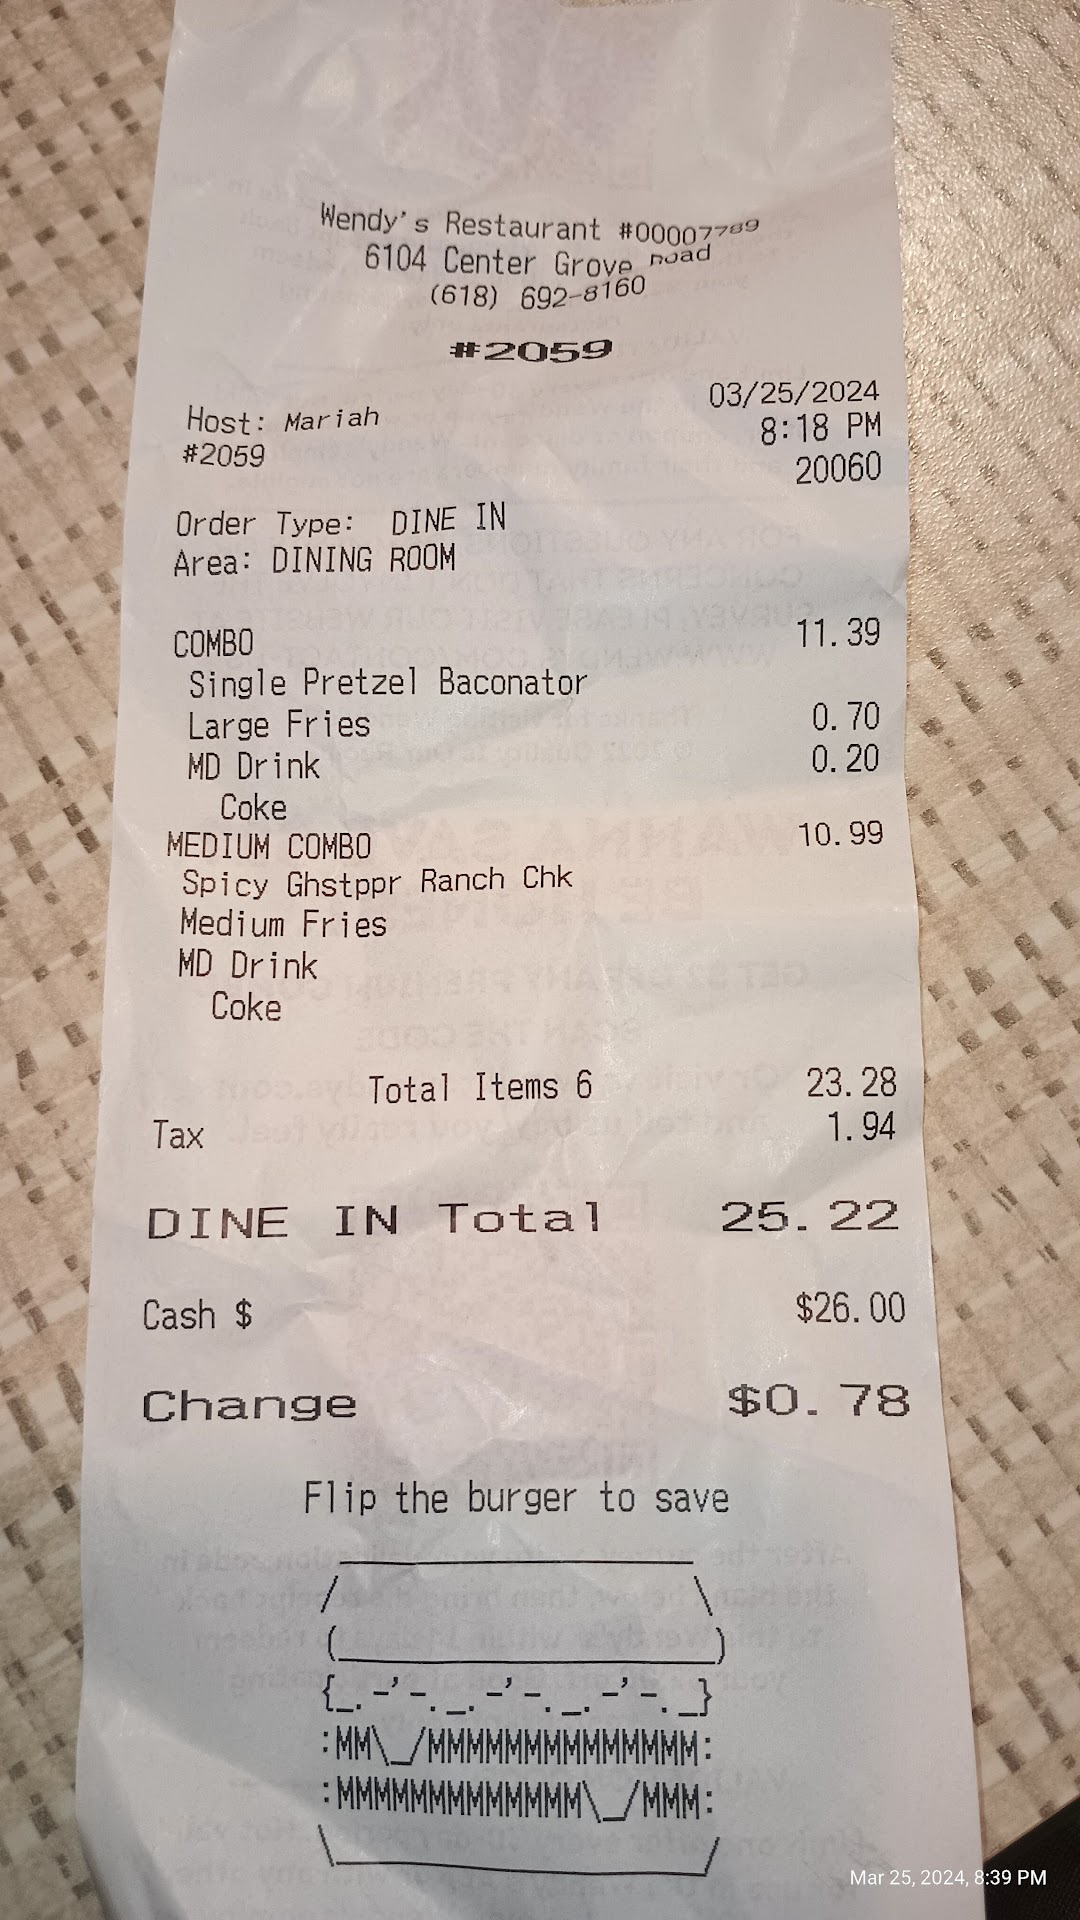 Wendy's Restaurant #00007789
6104 Center Grove Road
(618) 692-8160
#2059
Host: Mariah 03/25/2024
#2059 8:18 PM
20060
Order Type: DINE IN
Area: DINING ROOM
COMBO 11.39
Single Pretzel Baconator
Large Fries 0.70
MD Drink 0.20
Coke
MEDIUM COMBO 10.99
Spicy Ghstppr Ranch Chk
Medium Fries
MD Drink
Coke
Total Items 6 23.28
Tax 1.94
DINE IN Total 25.22
Cash $ $26.00
Change $0.78
Flip the burger to save
:MM\_/MMMMMMMMMMMMMM:
:MMMMMMMMMMMMM\_/MMM:
Mar 25, 2024, 8:39 PM